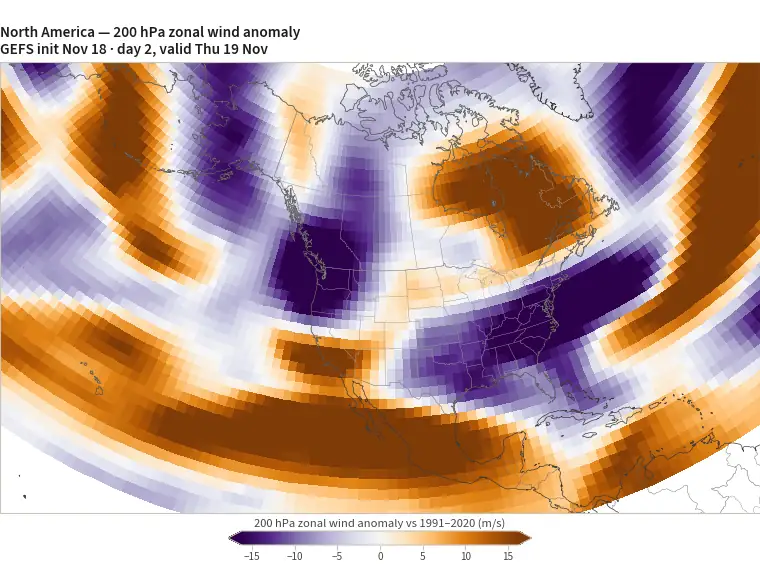 North America — 200 hPa zonal wind anomaly
GEFS init Nov 18 · day 2, valid Thu 19 Nov
200 hPa zonal wind anomaly vs 1991–2020 (m/s)
−15 −10 −5 0 5 10 15